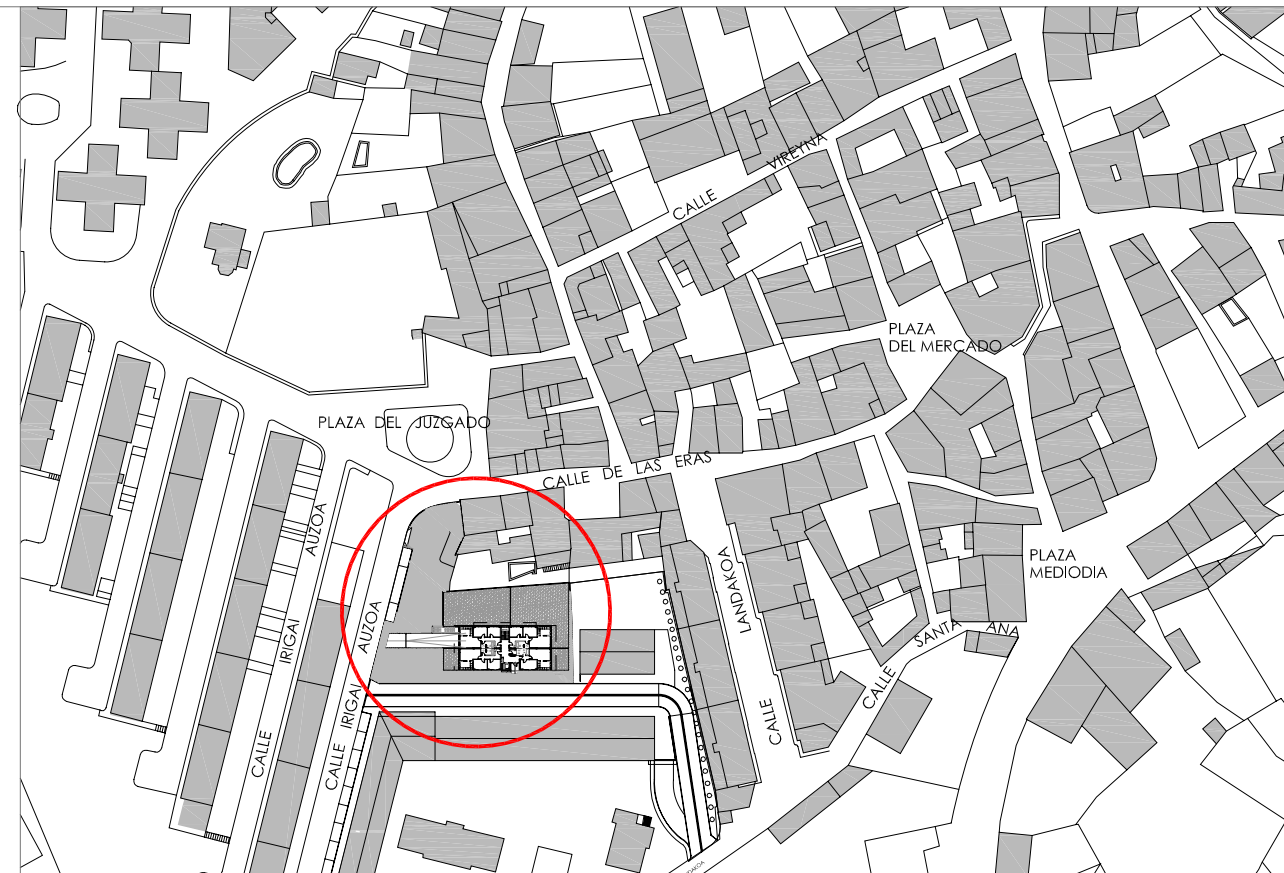 CALLE VIREYNA
PLAZA
DEL MERCADO
PLAZA DEL JUZGADO
CALLE DE LAS ERAS
PLAZA
MEDIODIA
CALLE LANDAKOA
CALLE SANTA ANA
CALLE IRIGAI AUZOA
CALLE IRIGAI AUZOA